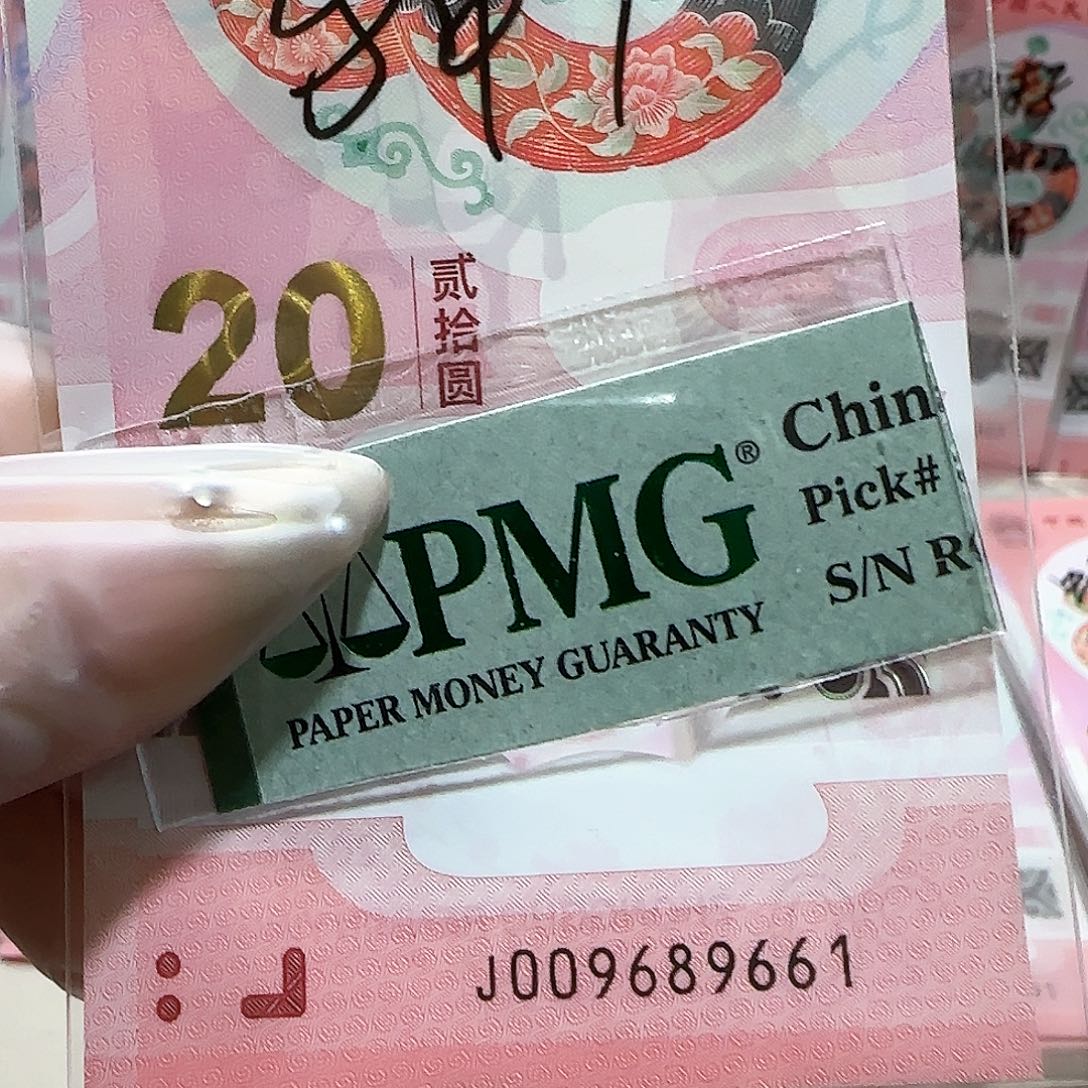 20
贰拾圆
PMG®
PAPER MONEY GUARANTY
Chin
Pick#
S/N R
J009689661